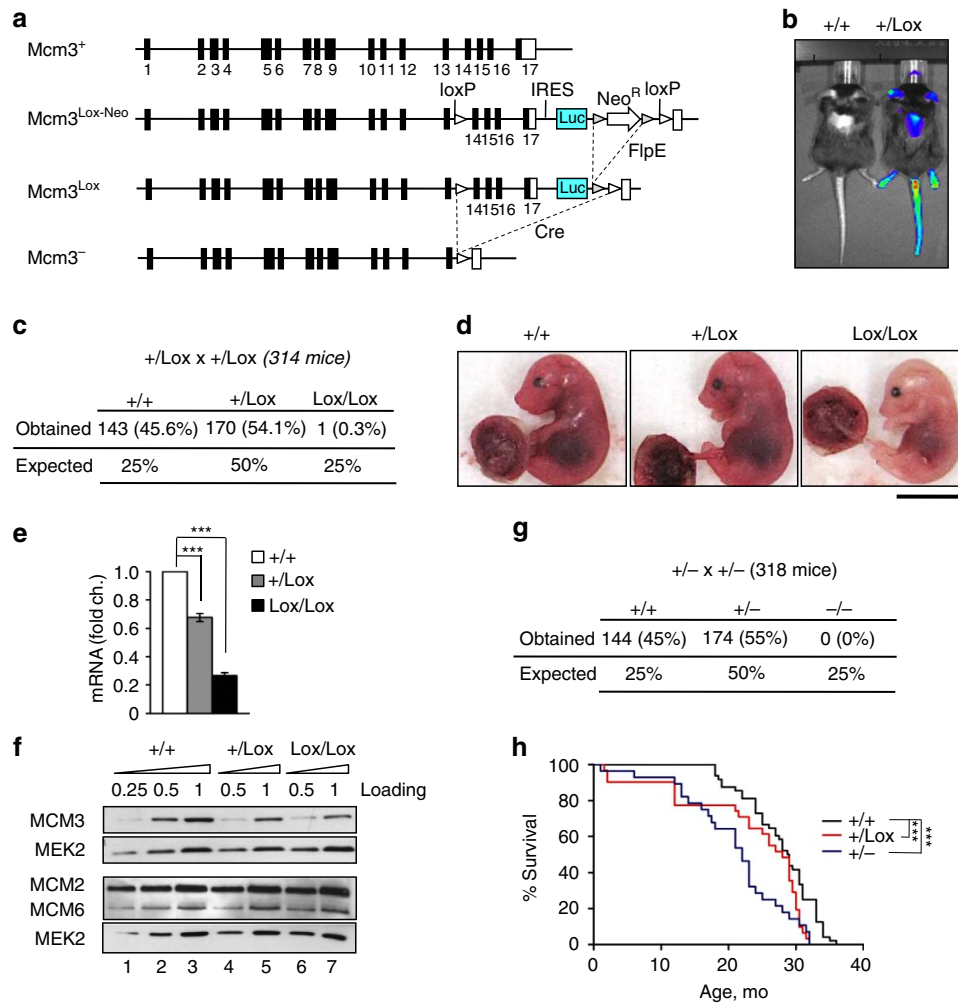 a
Mcm3+
1 2 3 4 5 6 7 8 9 10 11 12 13 14 15 16 17
loxP IRES NeoR loxP
Mcm3Lox-Neo
Luc
14 15 16 17
FlpE
Mcm3Lox
Luc
14 15 16 17
Cre
Mcm3−
b
+/+ +/Lox
c
+/Lox x +/Lox (314 mice)
+/+ +/Lox Lox/Lox
Obtained 143 (45.6%) 170 (54.1%) 1 (0.3%)
Expected 25% 50% 25%
d
+/+ +/Lox Lox/Lox
e
***
***
+/+
+/Lox
Lox/Lox
mRNA (fold ch.)
1.0
0.8
0.6
0.4
0.2
0
f
+/+ +/Lox Lox/Lox
0.25 0.5 1 0.5 1 0.5 1 Loading
MCM3
MEK2
MCM2
MCM6
MEK2
1 2 3 4 5 6 7
g
+/− x +/− (318 mice)
+/+ +/− −/−
Obtained 144 (45%) 174 (55%) 0 (0%)
Expected 25% 50% 25%
h
% Survival
100
80
60
40
20
0
0 10 20 30 40
Age, mo
+/+
+/Lox
+/−
***
***